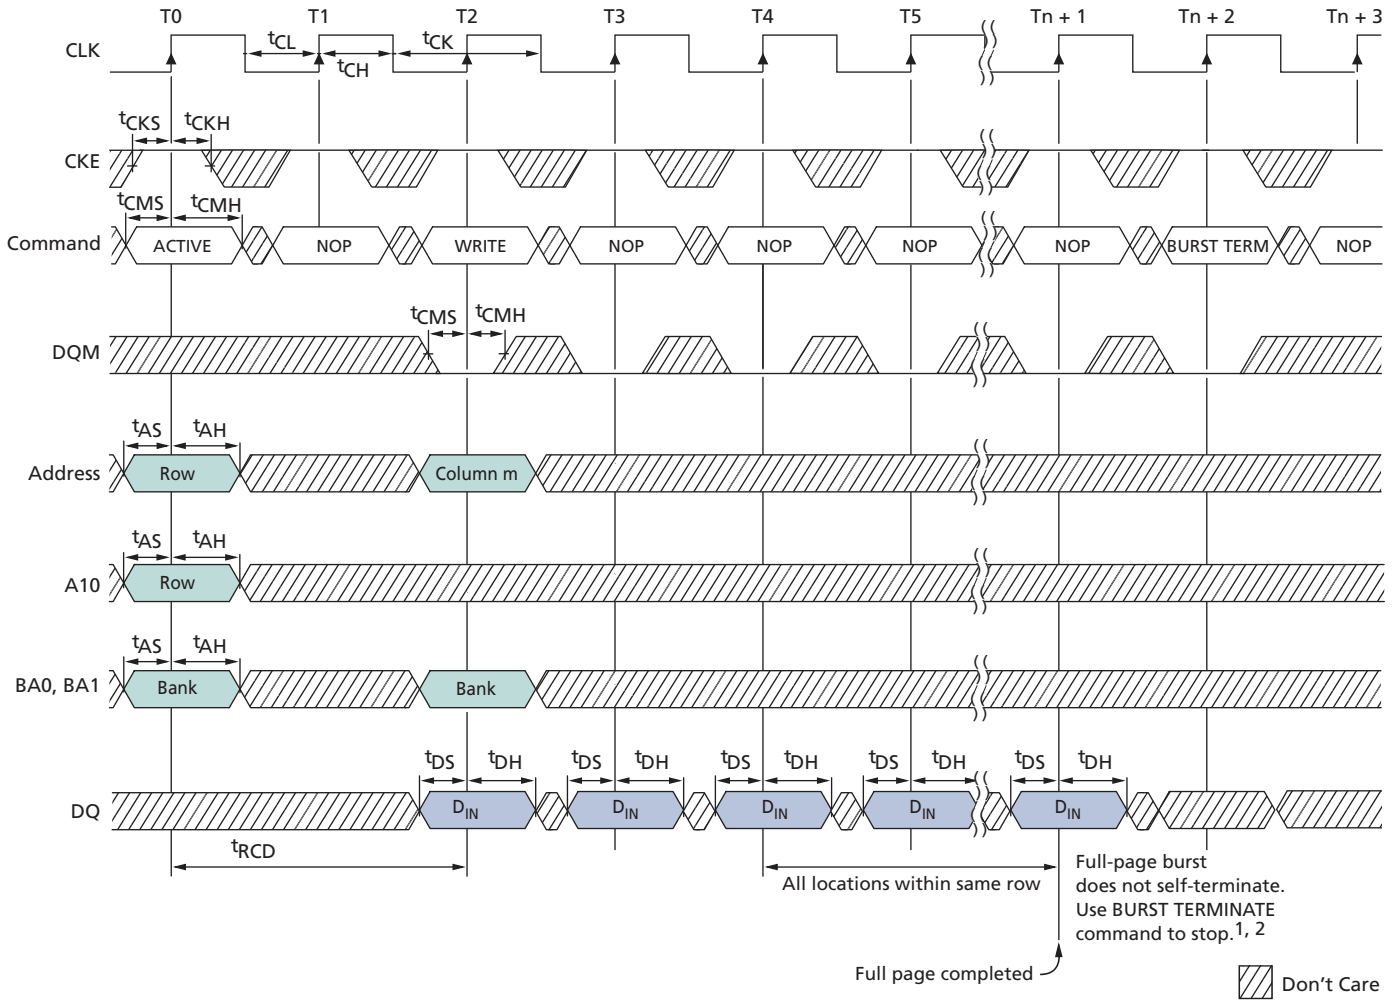 T0 T1 T2 T3 T4 T5 Tn + 1 Tn + 2 Tn + 3
CLK
tCL tCK
tCH
tCKS tCKH
CKE
tCMS tCMH
Command ACTIVE NOP WRITE NOP NOP NOP NOP BURST TERM NOP
tCMS tCMH
DQM
tAS tAH
Address Row Column m
tAS tAH
A10 Row
tAS tAH
BA0, BA1 Bank Bank
tDS tDH tDS tDH tDS tDH tDS tDH tDS tDH
DQ DIN DIN DIN DIN DIN
tRCD
All locations within same row
Full-page burst
does not self-terminate.
Use BURST TERMINATE
command to stop.1, 2
Full page completed
Don't Care